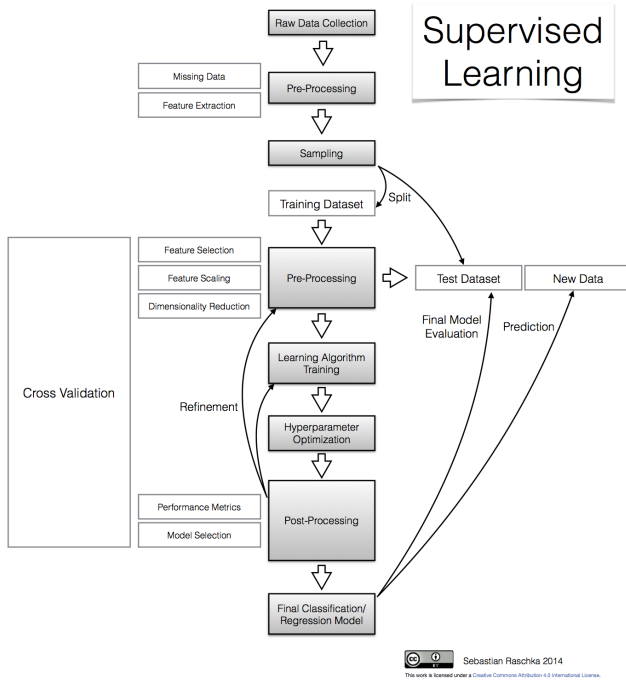 Supervised
Learning
Raw Data Collection
Missing Data
Feature Extraction
Pre-Processing
Sampling
Split
Training Dataset
Feature Selection
Feature Scaling
Dimensionality Reduction
Pre-Processing
Test Dataset
New Data
Final Model
Evaluation
Prediction
Learning Algorithm
Training
Cross Validation
Refinement
Hyperparameter
Optimization
Performance Metrics
Model Selection
Post-Processing
Final Classification/
Regression Model
cc
BY
Sebastian Raschka 2014
This work is licensed under a Creative Commons Attribution 4.0 International License.